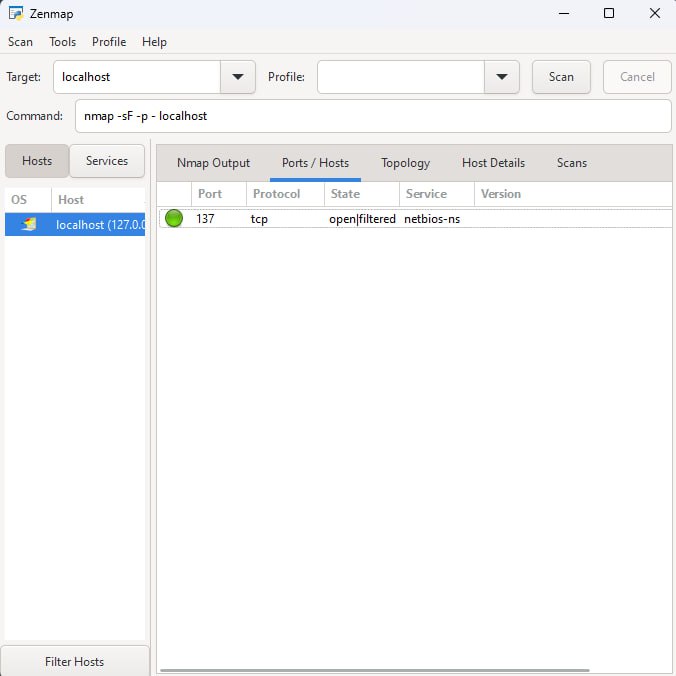 Zenmap
Scan Tools Profile Help
Target: localhost Profile: Scan Cancel
Command: nmap -sF -p - localhost
Hosts Services
OS Host
localhost (127.0.0
Nmap Output Ports / Hosts Topology Host Details Scans
Port Protocol State Service Version
137 tcp open|filtered netbios-ns
Filter Hosts